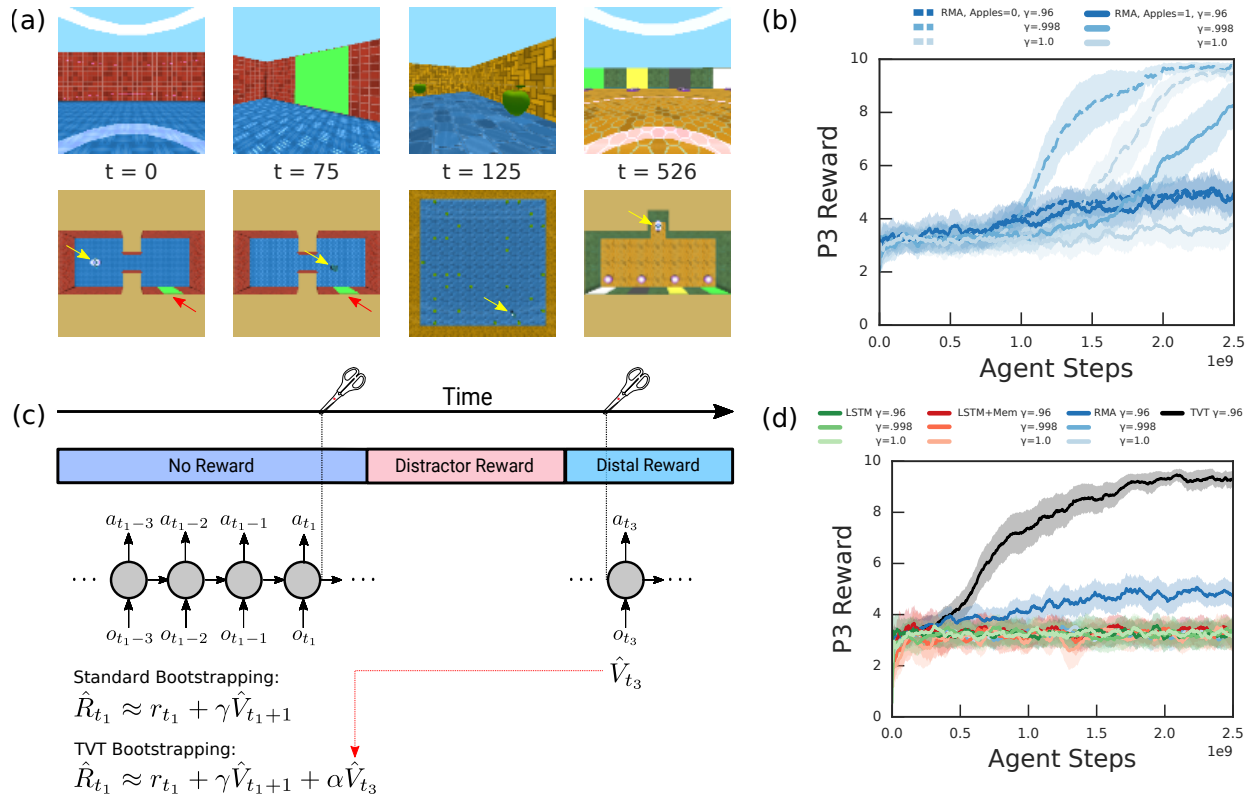 (a)
t = 0
t = 75
t = 125
t = 526
(b)
RMA, Apples=0, γ=.96
γ=.998
γ=1.0
RMA, Apples=1, γ=.96
γ=.998
γ=1.0
P3 Reward
10
8
6
4
2
0
0.0
0.5
1.0
1.5
2.0
2.5
1e9
Agent Steps
(c)
Time
No Reward
Distractor Reward
Distal Reward
a_{t_1−3} a_{t_1−2} a_{t_1−1} a_{t_1} a_{t_3}
··· ··· ··· ···
o_{t_1−3} o_{t_1−2} o_{t_1−1} o_{t_1} o_{t_3}
V̂_{t_3}
Standard Bootstrapping:
R̂_{t_1} ≈ r_{t_1} + γV̂_{t_1+1}
TVT Bootstrapping:
R̂_{t_1} ≈ r_{t_1} + γV̂_{t_1+1} + αV̂_{t_3}
(d)
LSTM γ=.96
γ=.998
γ=1.0
LSTM+Mem γ=.96
γ=.998
γ=1.0
RMA γ=.96
γ=.998
γ=1.0
TVT γ=.96
P3 Reward
10
8
6
4
2
0
0.0
0.5
1.0
1.5
2.0
2.5
1e9
Agent Steps